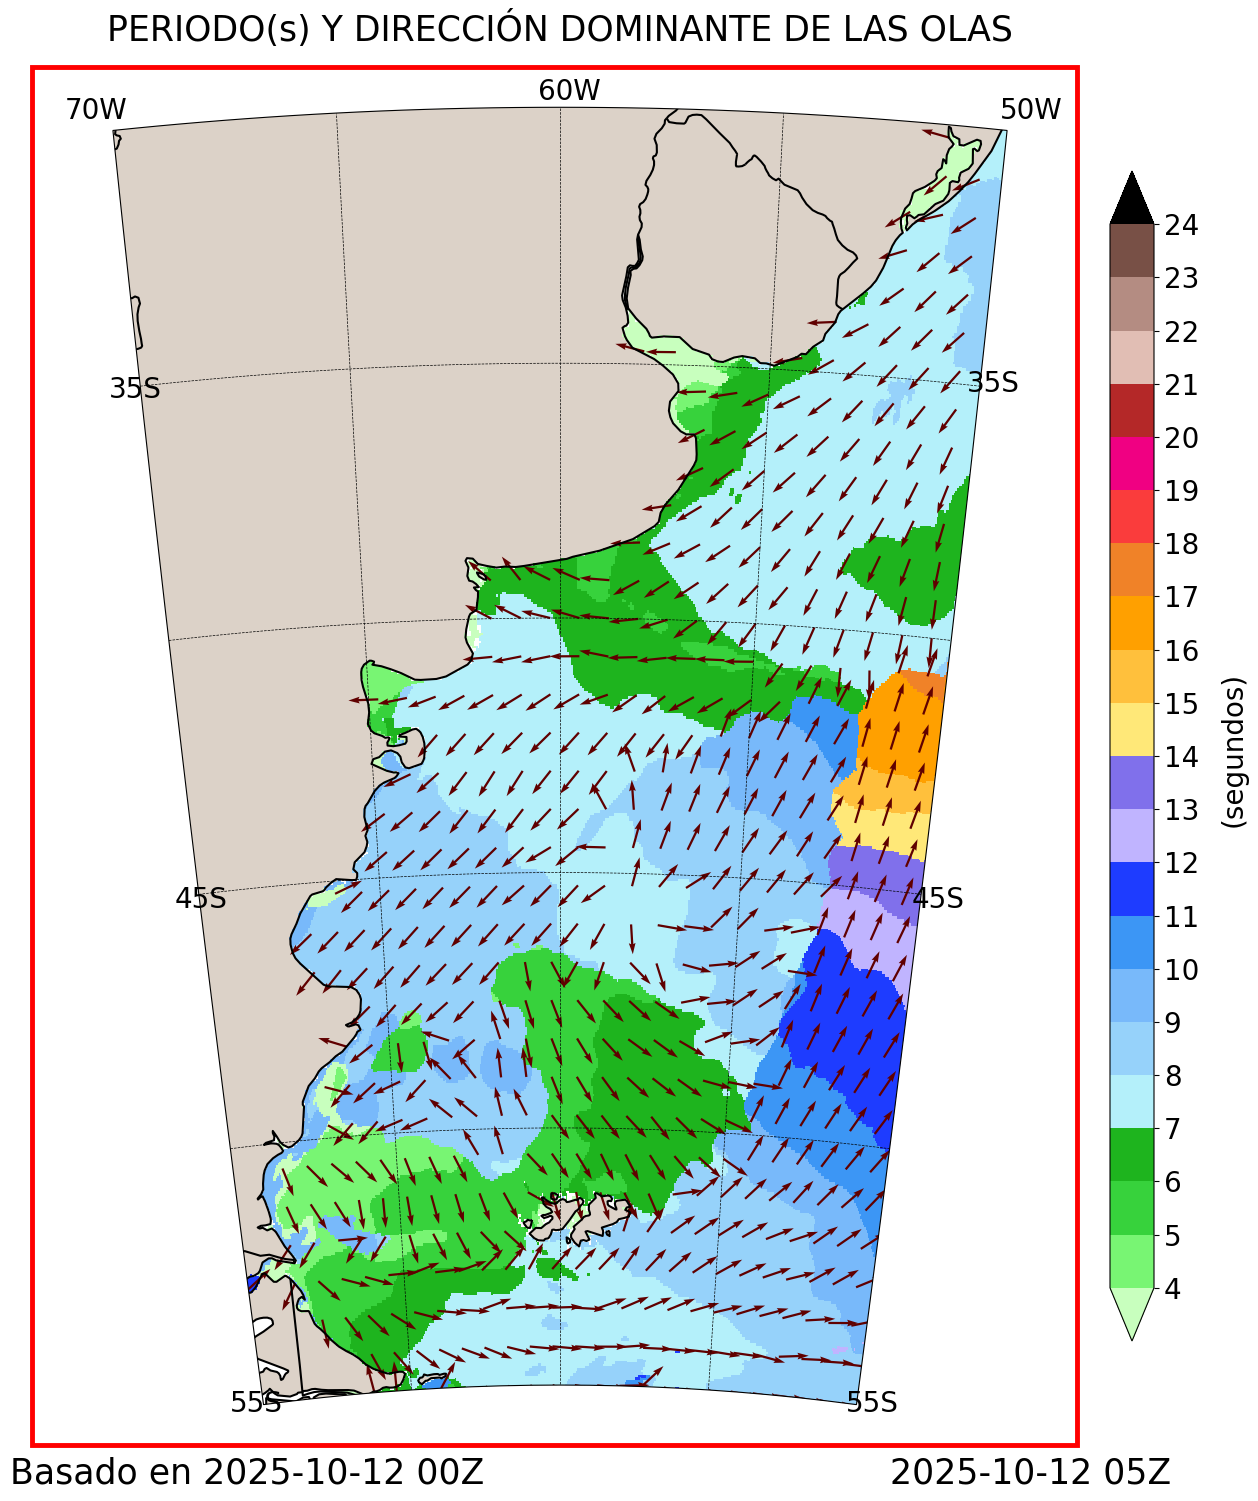 PERIODO(s) Y DIRECCIÓN DOMINANTE DE LAS OLAS
70W
60W
50W
35S
35S
45S
45S
55S
55S
24
23
22
21
20
19
18
17
16
15
14
13
12
11
10
9
8
7
6
5
4
(segundos)
Basado en 2025-10-12 00Z
2025-10-12 05Z